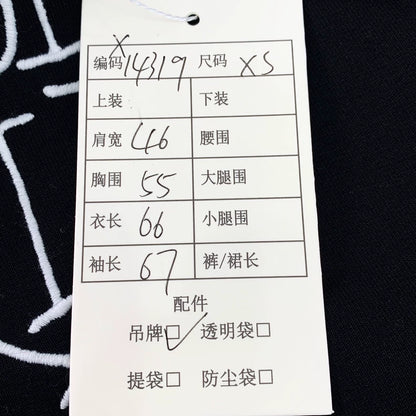 编码 X14319 尺码 XS
上装 下装
肩宽 46 腰围
胸围 55 大腿围
衣长 66 小腿围
袖长 67 裤/裙长
配件
吊牌☑ 透明袋□
提袋□ 防尘袋□